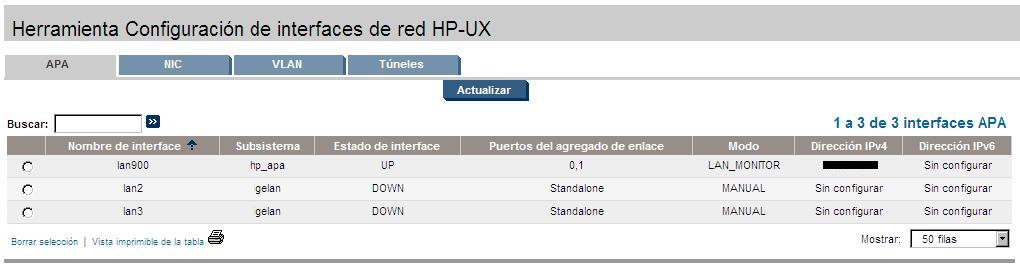 Herramienta Configuración de interfaces de red HP-UX
APA NIC VLAN Túneles
Actualizar
Buscar: 1 a 3 de 3 interfaces APA
Nombre de interface Subsistema Estado de interface Puertos del agregado de enlace Modo Dirección IPv4 Dirección IPv6
lan900 hp_apa UP 0,1 LAN_MONITOR Sin configurar
lan2 gelan DOWN Standalone MANUAL Sin configurar Sin configurar
lan3 gelan DOWN Standalone MANUAL Sin configurar Sin configurar
Borrar selección | Vista imprimible de la tabla Mostrar: 50 filas